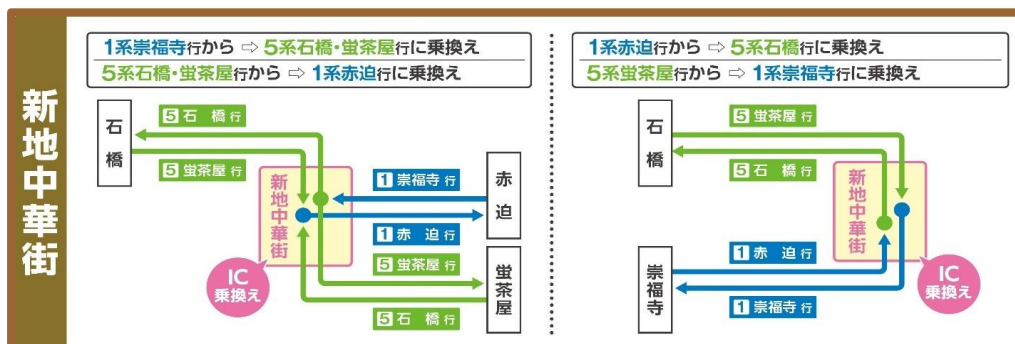 新地中華街
1系崇福寺行から ⇨ 5系石橋・蛍茶屋行に乗換え
5系石橋・蛍茶屋行から ⇨ 1系赤迫行に乗換え
石橋
5 石橋行
5 蛍茶屋行
新地中華街
IC
乗換え
1 崇福寺行
1 赤迫行
赤迫
5 蛍茶屋行
5 石橋行
蛍茶屋
1系赤迫行から ⇨ 5系石橋行に乗換え
5系蛍茶屋行から ⇨ 1系崇福寺行に乗換え
石橋
5 蛍茶屋行
5 石橋行
新地中華街
IC
乗換え
1 赤迫行
1 崇福寺行
崇福寺